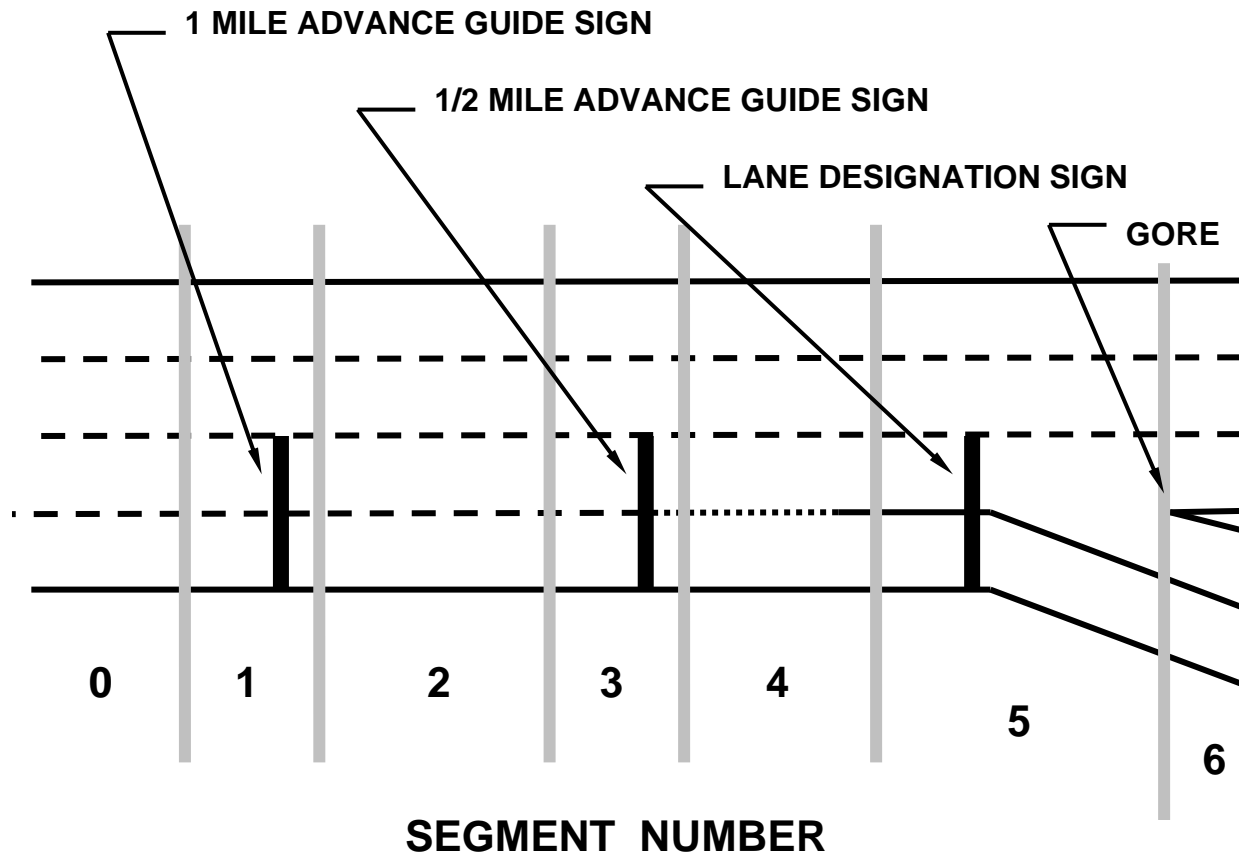 1 MILE ADVANCE GUIDE SIGN
1/2 MILE ADVANCE GUIDE SIGN
LANE DESIGNATION SIGN
GORE
0
1
2
3
4
5
6
SEGMENT NUMBER